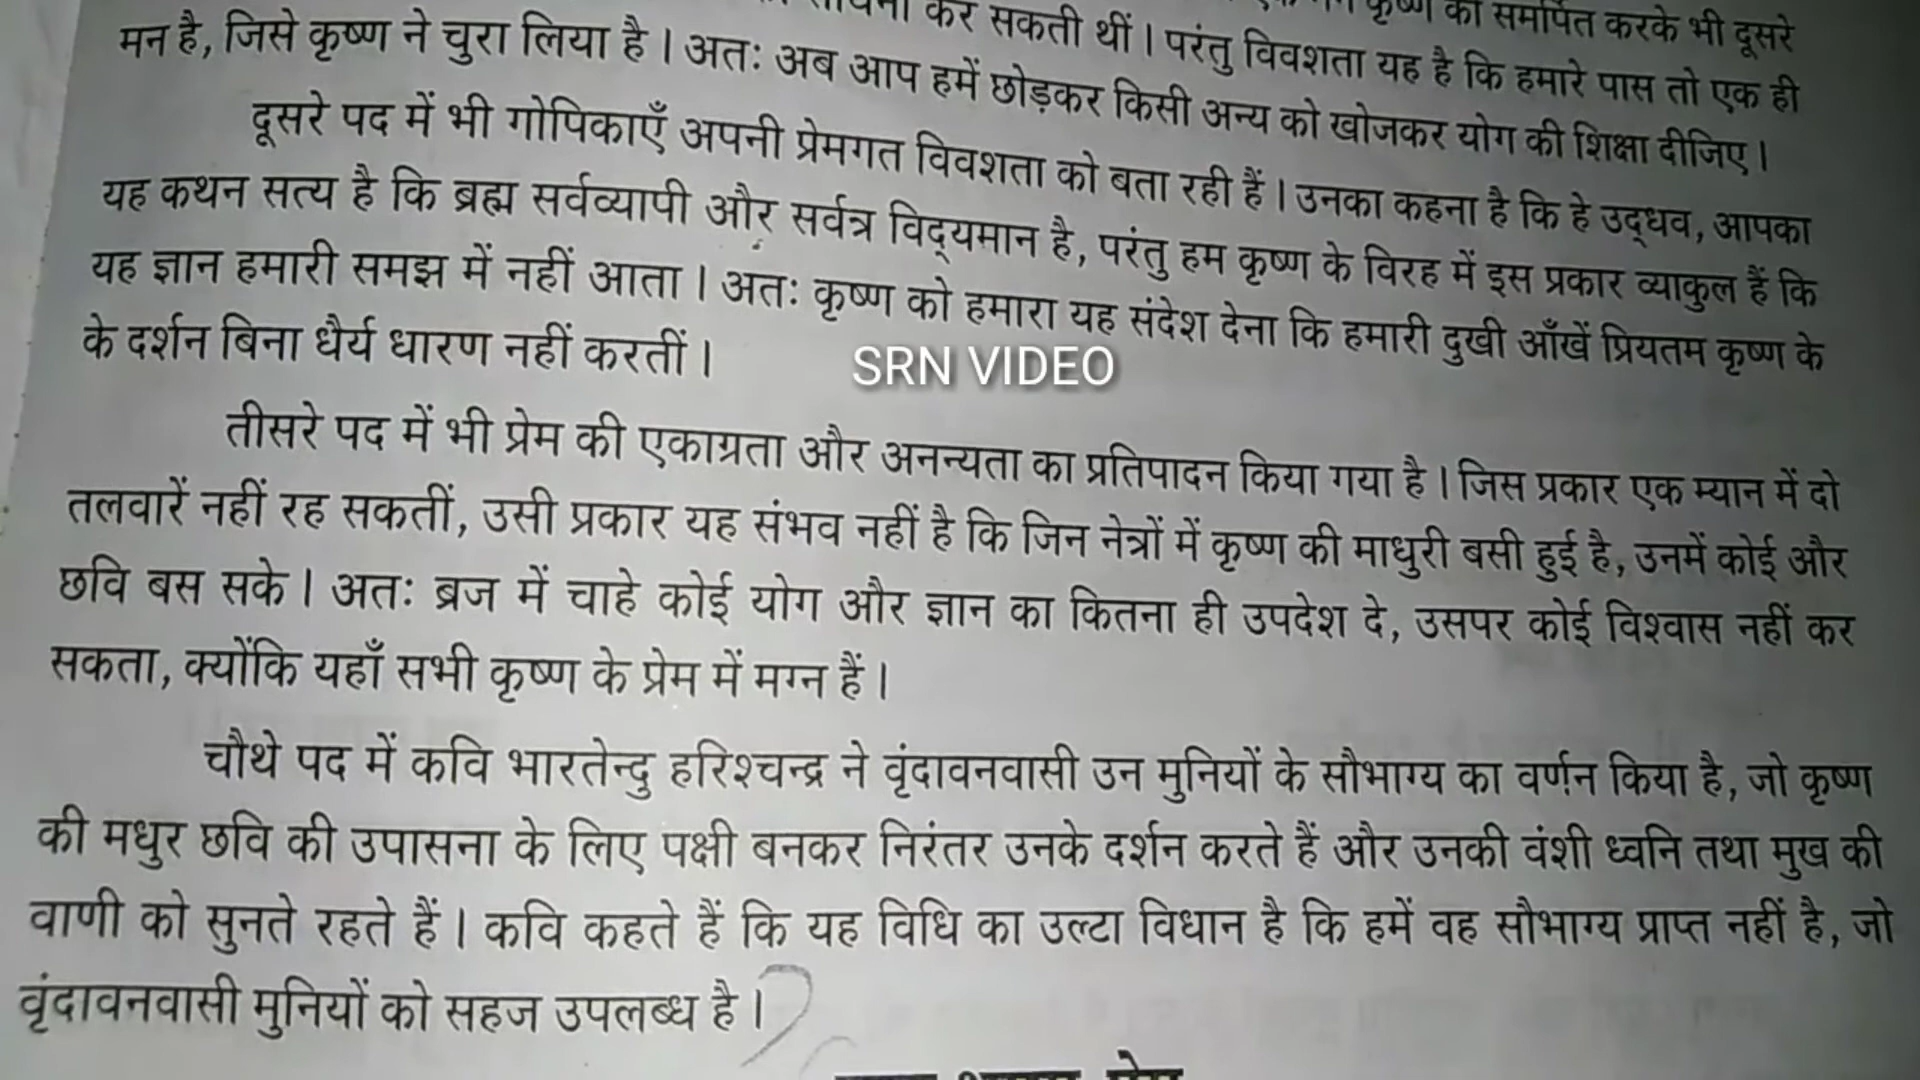 कर सकती थीं । परंतु विवशता यह है कि हमारे पास तो एक ही
कृष्ण को समर्पित करके भी दूसरे
मन है, जिसे कृष्ण ने चुरा लिया है । अतः अब आप हमें छोड़कर किसी अन्य को खोजकर योग की शिक्षा दीजिए ।
दूसरे पद में भी गोपिकाएँ अपनी प्रेमगत विवशता को बता रही हैं । उनका कहना है कि हे उद्धव, आपका
यह कथन सत्य है कि ब्रह्म सर्वव्यापी और सर्वत्र विद्यमान है, परंतु हम कृष्ण के विरह में इस प्रकार व्याकुल हैं कि
यह ज्ञान हमारी समझ में नहीं आता । अतः कृष्ण को हमारा यह संदेश देना कि हमारी दुखी आँखें प्रियतम कृष्ण के
के दर्शन बिना धैर्य धारण नहीं करतीं ।
SRN VIDEO
तीसरे पद में भी प्रेम की एकाग्रता और अनन्यता का प्रतिपादन किया गया है । जिस प्रकार एक म्यान में दो
तलवारें नहीं रह सकतीं, उसी प्रकार यह संभव नहीं है कि जिन नेत्रों में कृष्ण की माधुरी बसी हुई है, उनमें कोई और
छवि बस सके । अतः ब्रज में चाहे कोई योग और ज्ञान का कितना ही उपदेश दे, उसपर कोई विश्वास नहीं कर
सकता, क्योंकि यहाँ सभी कृष्ण के प्रेम में मग्न हैं ।
चौथे पद में कवि भारतेन्दु हरिश्चन्द्र ने वृंदावनवासी उन मुनियों के सौभाग्य का वर्णन किया है, जो कृष्ण
की मधुर छवि की उपासना के लिए पक्षी बनकर निरंतर उनके दर्शन करते हैं और उनकी वंशी ध्वनि तथा मुख की
वाणी को सुनते रहते हैं । कवि कहते हैं कि यह विधि का उल्टा विधान है कि हमें वह सौभाग्य प्राप्त नहीं है, जो
वृंदावनवासी मुनियों को सहज उपलब्ध है ।